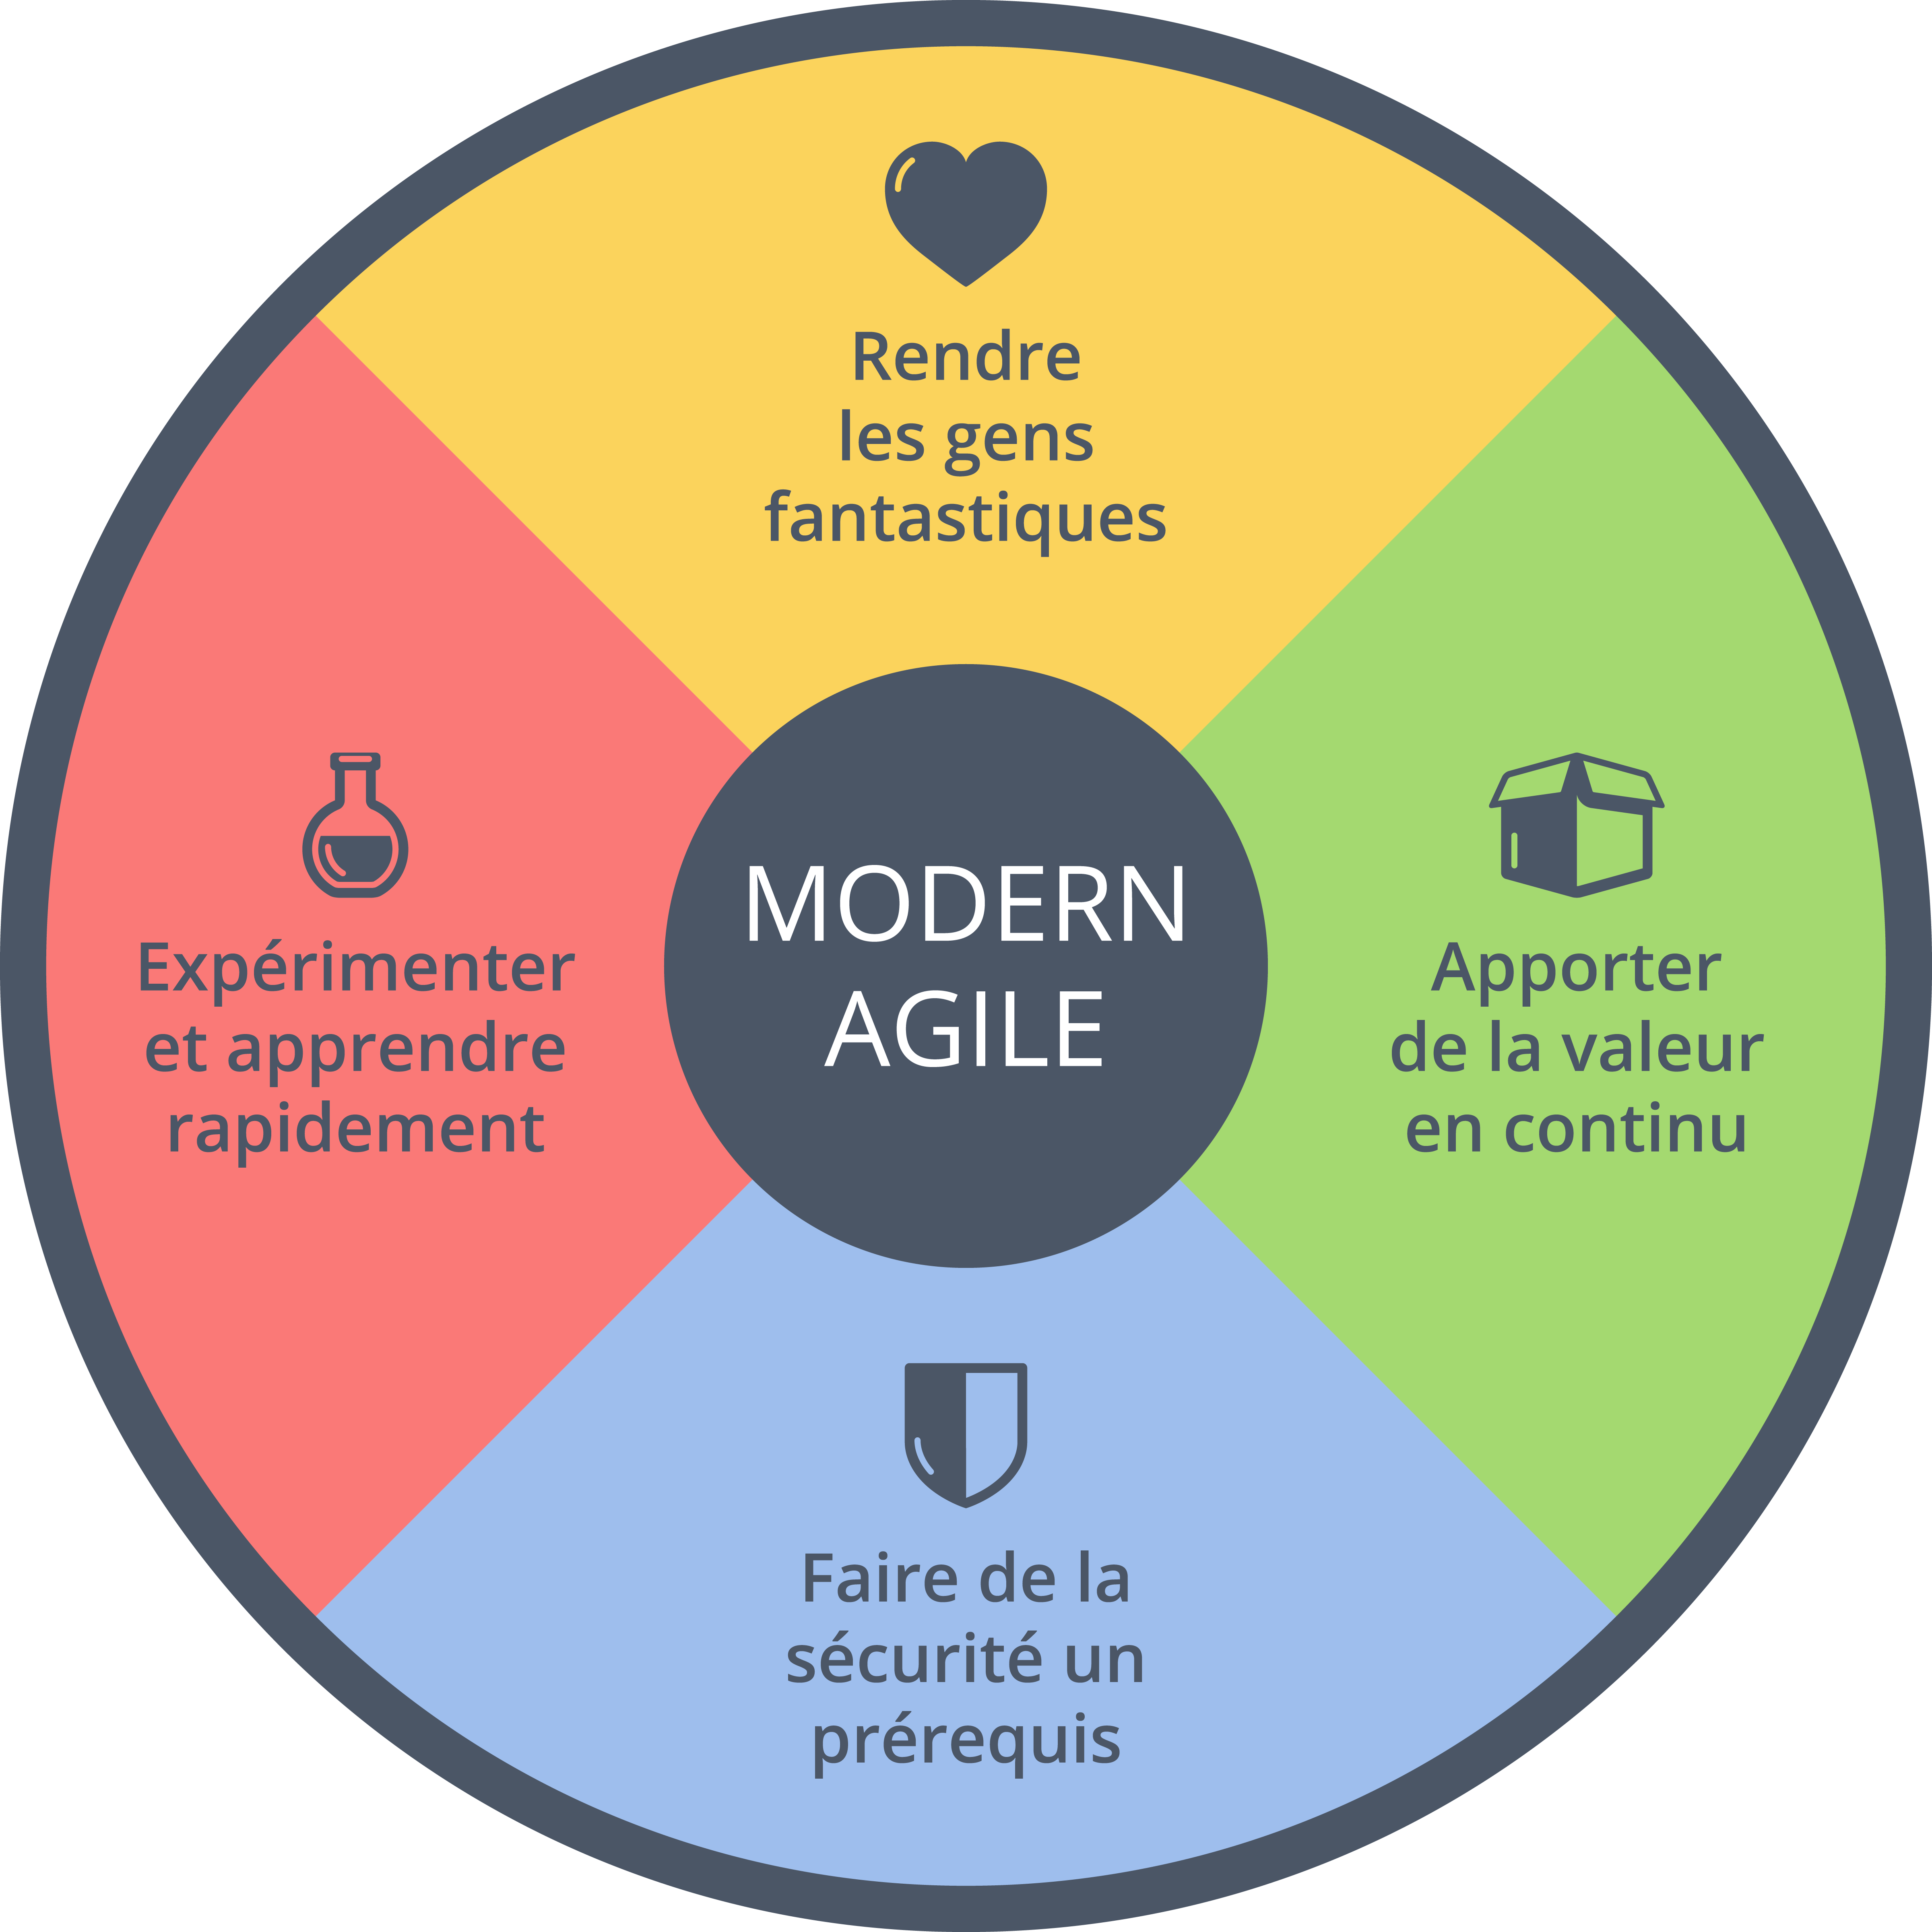 Rendre
les gens
fantastiques
Expérimenter
et apprendre
rapidement
MODERN
AGILE
Apporter
de la valeur
en continu
Faire de la
sécurité un
prérequis